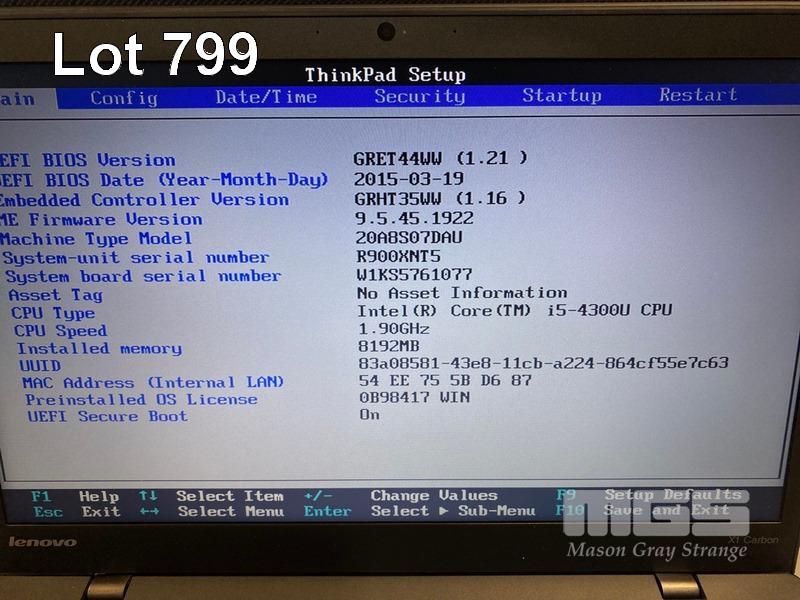 Lot 799
ThinkPad Setup
ain Config Date/Time Security Startup Restart
EFI BIOS Version GRET44WW (1.21 )
UEFI BIOS Date (Year-Month-Day) 2015-03-19
Embedded Controller Version GRHT35WW (1.16 )
ME Firmware Version 9.5.45.1922
Machine Type Model 20A8S07DAU
System-unit serial number R900XNT5
System board serial number W1KS5761077
Asset Tag No Asset Information
CPU Type Intel(R) Core(TM) i5-4300U CPU
CPU Speed 1.90GHz
Installed memory 8192MB
UUID 83a08581-43e8-11cb-a224-864cf55e7c63
MAC Address (Internal LAN) 54 EE 75 5B D6 87
Preinstalled OS License 0B98417 WIN
UEFI Secure Boot On
F1 Help ↑↓ Select Item +/- Change Values F9 Setup Defaults
Esc Exit ←→ Select Menu Enter Select ▶ Sub-Menu F10 Save and Exit
MGS
lenovo X1 Carbon
Mason Gray Strange